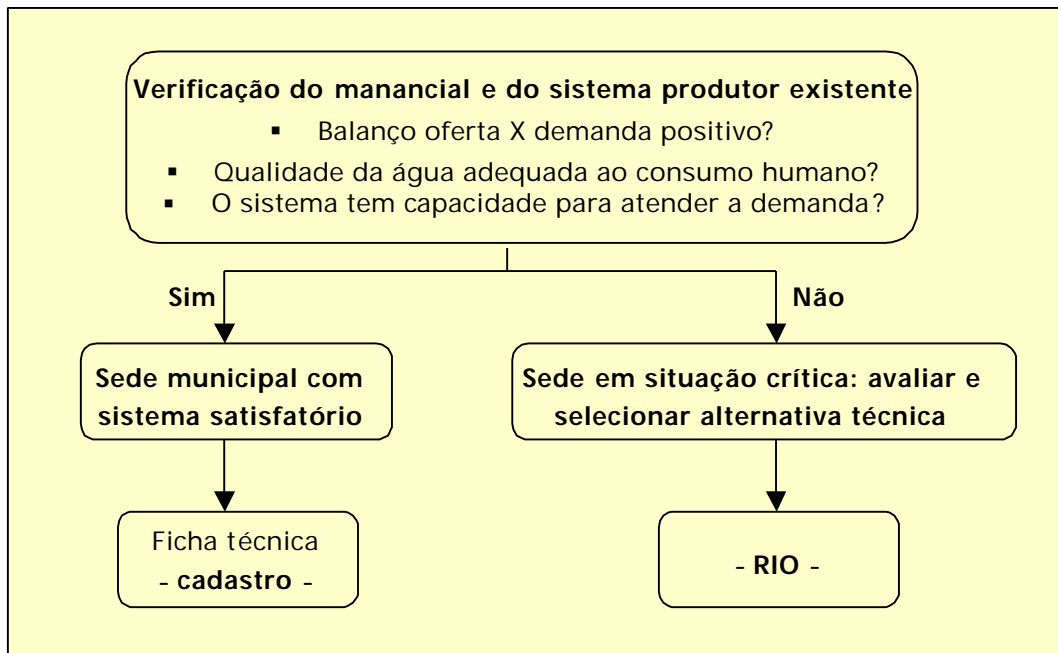 Verificação do manancial e do sistema produtor existente
▪ Balanço oferta X demanda positivo?
▪ Qualidade da água adequada ao consumo humano?
▪ O sistema tem capacidade para atender a demanda?
Sim
Não
Sede municipal com
sistema satisfatório
Sede em situação crítica: avaliar e
selecionar alternativa técnica
Ficha técnica
- cadastro -
- RIO -